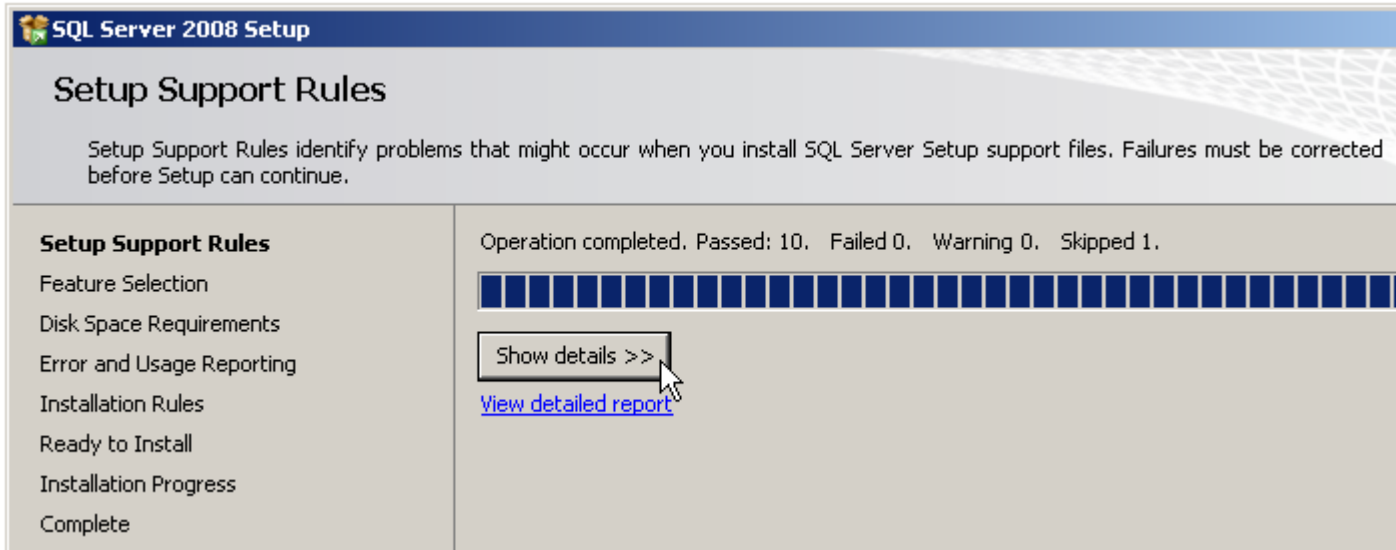 SQL Server 2008 Setup
Setup Support Rules
Setup Support Rules identify problems that might occur when you install SQL Server Setup support files. Failures must be corrected
before Setup can continue.
Setup Support Rules
Feature Selection
Disk Space Requirements
Error and Usage Reporting
Installation Rules
Ready to Install
Installation Progress
Complete
Operation completed. Passed: 10. Failed 0. Warning 0. Skipped 1.
Show details >>
View detailed report